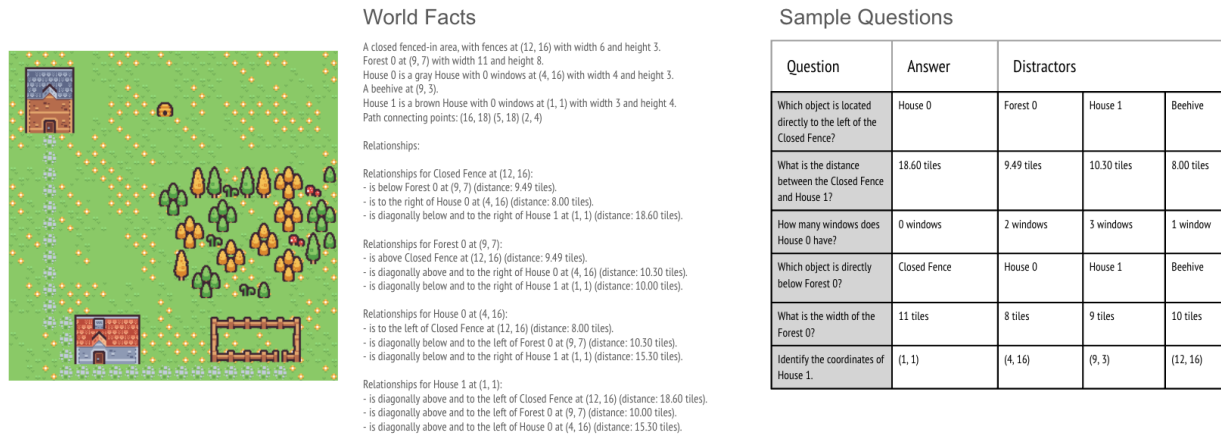 World Facts
A closed fenced-in area, with fences at (12, 16) with width 6 and height 3.
Forest 0 at (9, 7) with width 11 and height 8.
House 0 is a gray House with 0 windows at (4, 16) with width 4 and height 3.
A beehive at (9, 3).
House 1 is a brown House with 0 windows at (1, 1) with width 3 and height 4.
Path connecting points: (16, 18) (5, 18) (2, 4)
Relationships:
Relationships for Closed Fence at (12, 16):
- is below Forest 0 at (9, 7) (distance: 9.49 tiles).
- is to the right of House 0 at (4, 16) (distance: 8.00 tiles).
- is diagonally below and to the right of House 1 at (1, 1) (distance: 18.60 tiles).
Relationships for Forest 0 at (9, 7):
- is above Closed Fence at (12, 16) (distance: 9.49 tiles).
- is diagonally above and to the right of House 0 at (4, 16) (distance: 10.30 tiles).
- is diagonally below and to the right of House 1 at (1, 1) (distance: 10.00 tiles).
Relationships for House 0 at (4, 16):
- is to the left of Closed Fence at (12, 16) (distance: 8.00 tiles).
- is diagonally below and to the left of Forest 0 at (9, 7) (distance: 10.30 tiles).
- is diagonally below and to the right of House 1 at (1, 1) (distance: 15.30 tiles).
Relationships for House 1 at (1, 1):
- is diagonally above and to the left of Closed Fence at (12, 16) (distance: 18.60 tiles).
- is diagonally above and to the left of Forest 0 at (9, 7) (distance: 10.00 tiles).
- is diagonally above and to the left of House 0 at (4, 16) (distance: 15.30 tiles).
Sample Questions
Question Answer Distractors
Which object is located
directly to the left of the
Closed Fence?
House 0 Forest 0 House 1 Beehive
What is the distance
between the Closed Fence
and House 1?
18.60 tiles 9.49 tiles 10.30 tiles 8.00 tiles
How many windows does
House 0 have?
0 windows 2 windows 3 windows 1 window
Which object is directly
below Forest 0?
Closed Fence House 0 House 1 Beehive
What is the width of the
Forest 0?
11 tiles 8 tiles 9 tiles 10 tiles
Identify the coordinates of
House 1.
(1, 1) (4, 16) (9, 3) (12, 16)